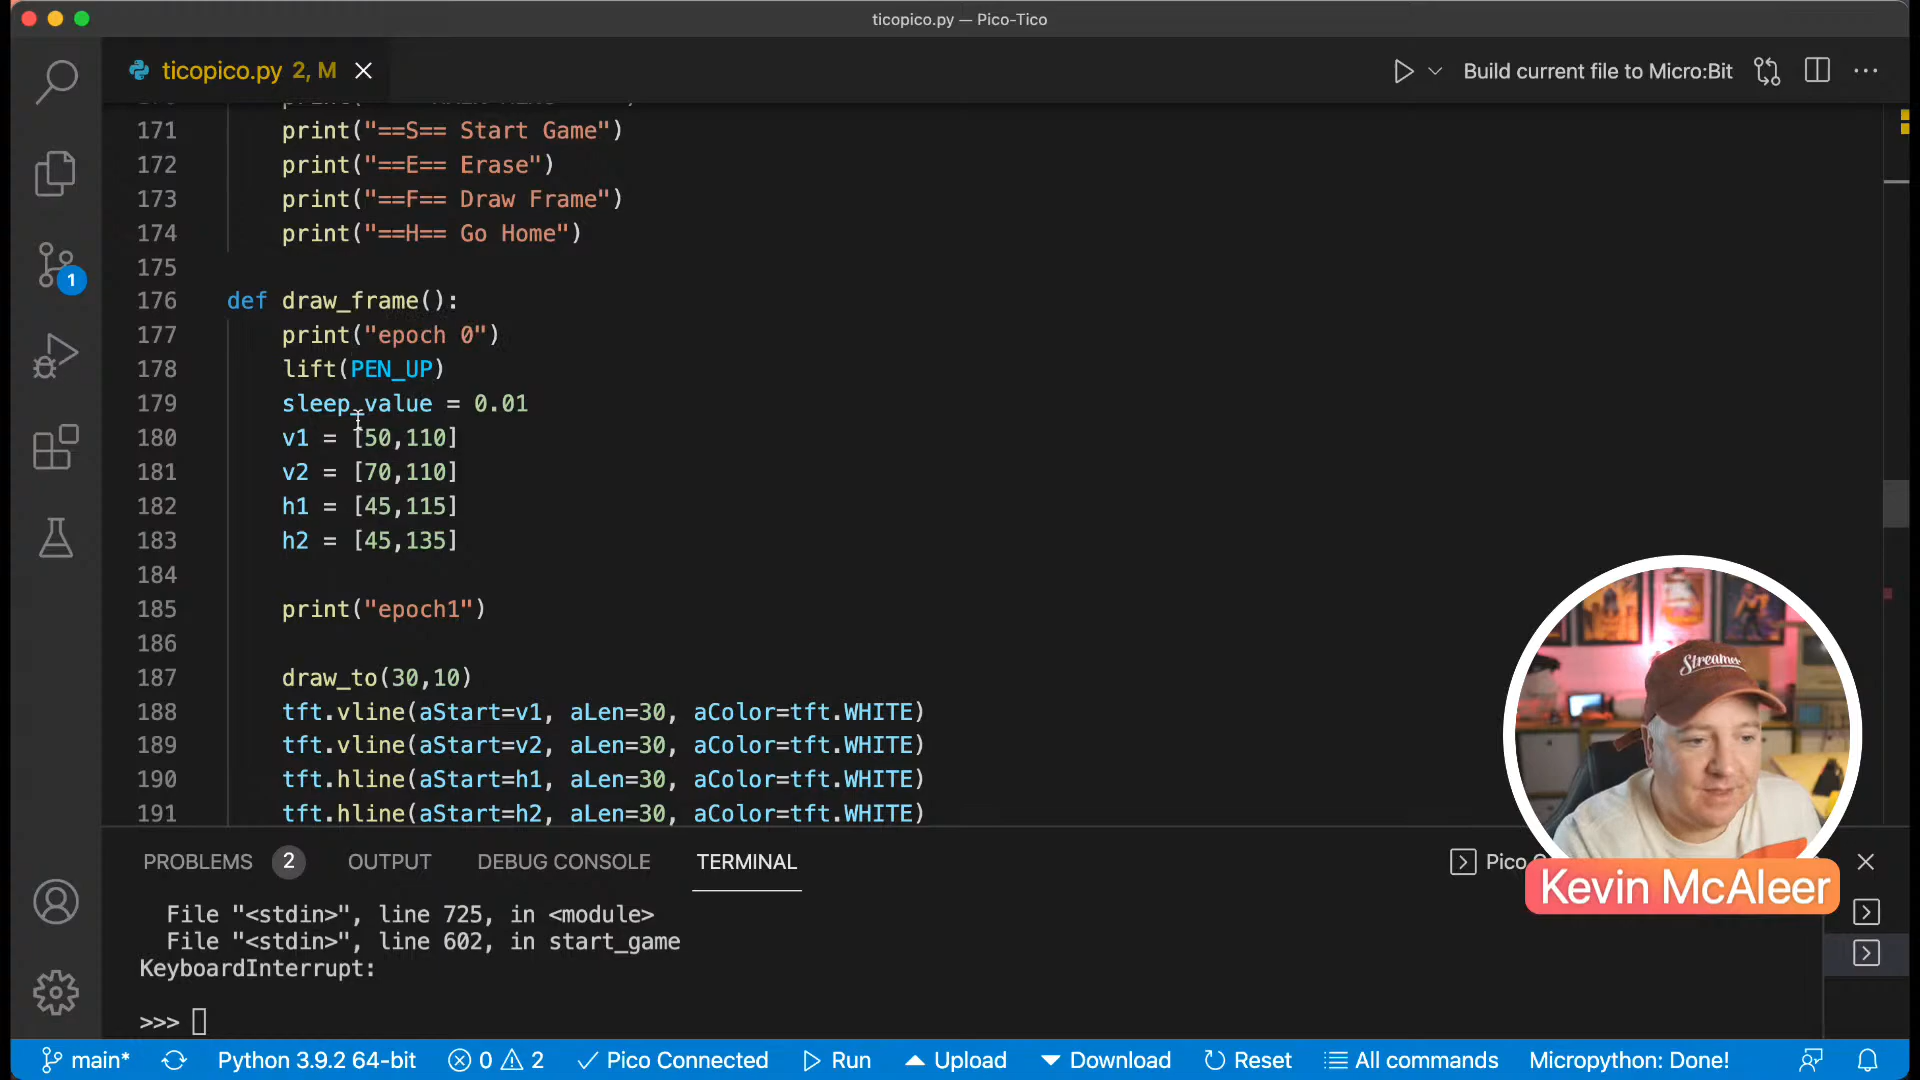 ticopico.py — Pico-Tico
ticopico.py 2, M
Build current file to Micro:Bit
171 print("==S== Start Game")
172 print("==E== Erase")
173 print("==F== Draw Frame")
174 print("==H== Go Home")
175
176 def draw_frame():
177 print("epoch 0")
178 lift(PEN_UP)
179 sleep_value = 0.01
180 v1 = [50,110]
181 v2 = [70,110]
182 h1 = [45,115]
183 h2 = [45,135]
184
185 print("epoch1")
186
187 draw_to(30,10)
188 tft.vline(aStart=v1, aLen=30, aColor=tft.WHITE)
189 tft.vline(aStart=v2, aLen=30, aColor=tft.WHITE)
190 tft.hline(aStart=h1, aLen=30, aColor=tft.WHITE)
191 tft.hline(aStart=h2, aLen=30, aColor=tft.WHITE)
1
Streamer
PROBLEMS 2 OUTPUT DEBUG CONSOLE TERMINAL
Pico
Kevin McAleer
File "<stdin>", line 725, in <module>
File "<stdin>", line 602, in start_game
KeyboardInterrupt:
>>>
main* Python 3.9.2 64-bit 0 2 Pico Connected Run Upload Download Reset All commands Micropython: Done!